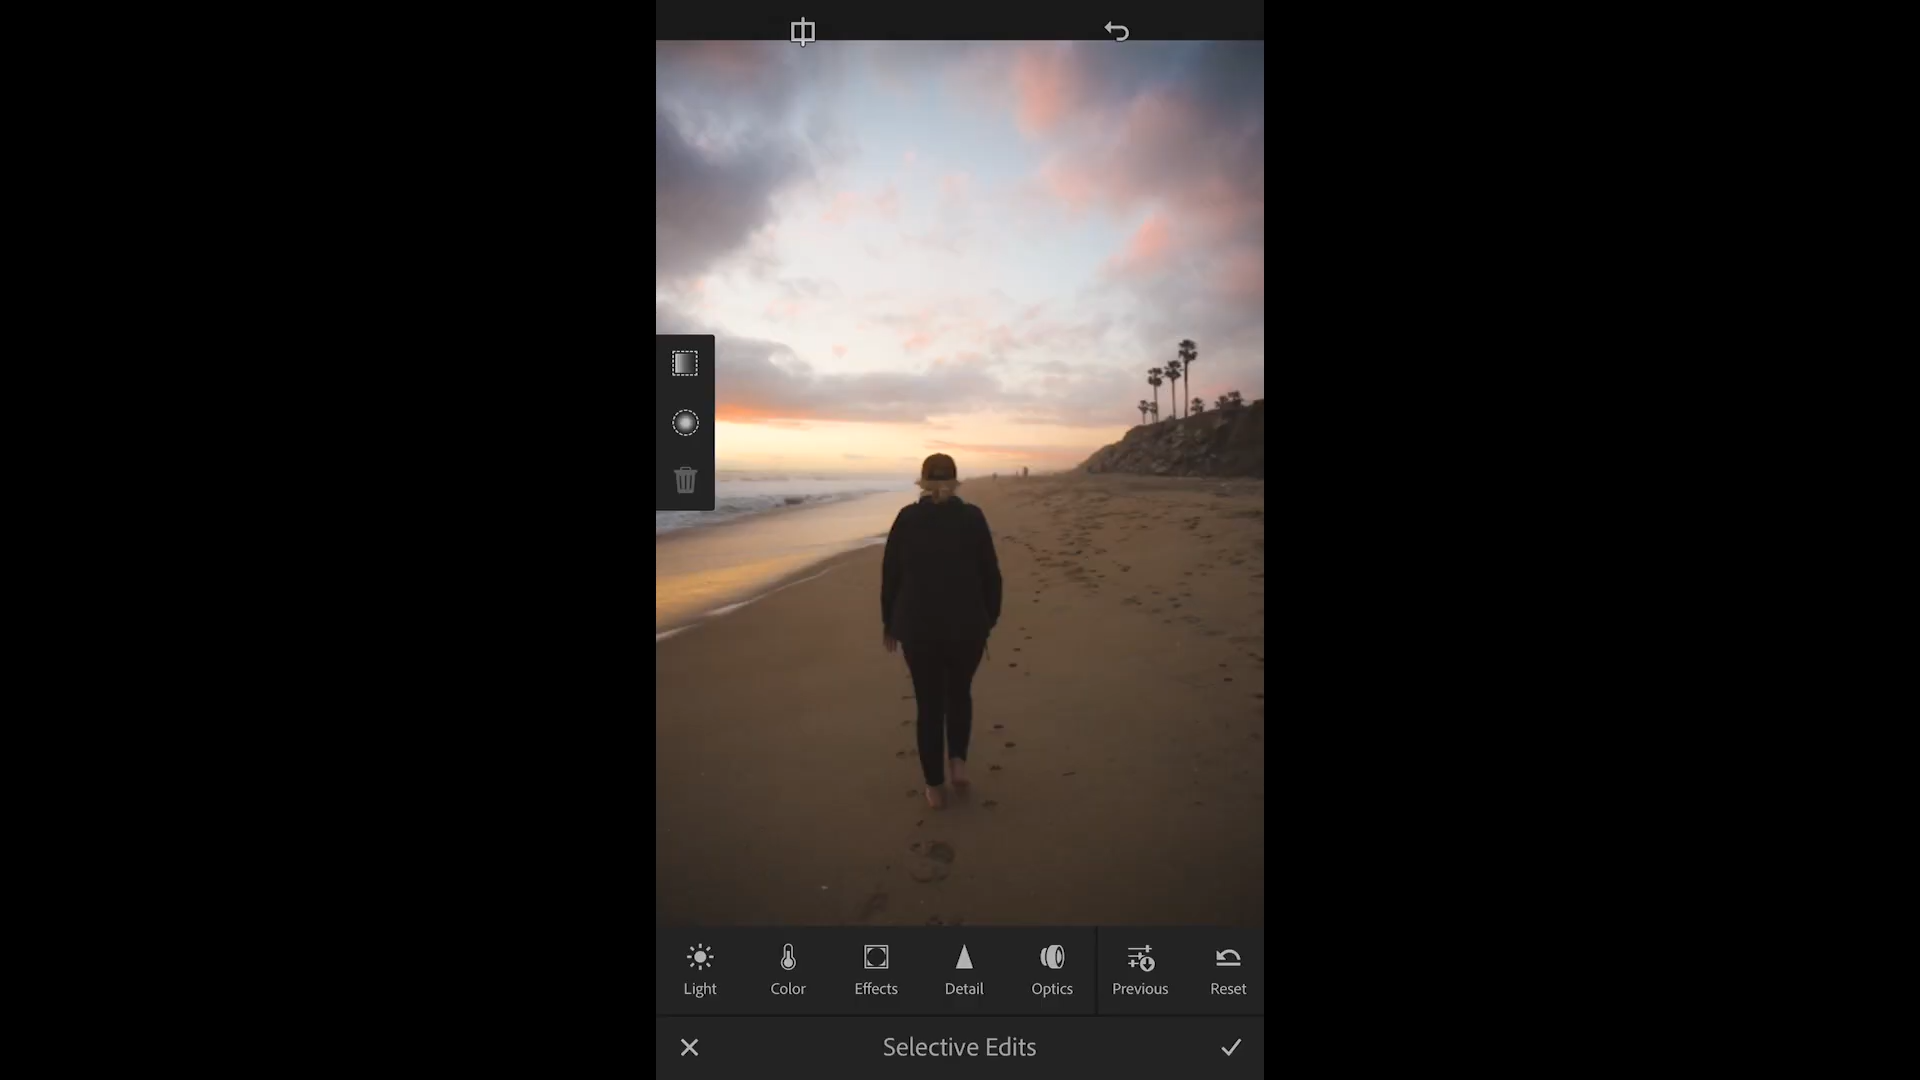 Light
Color
Effects
Detail
Optics
Previous
Reset
Selective Edits